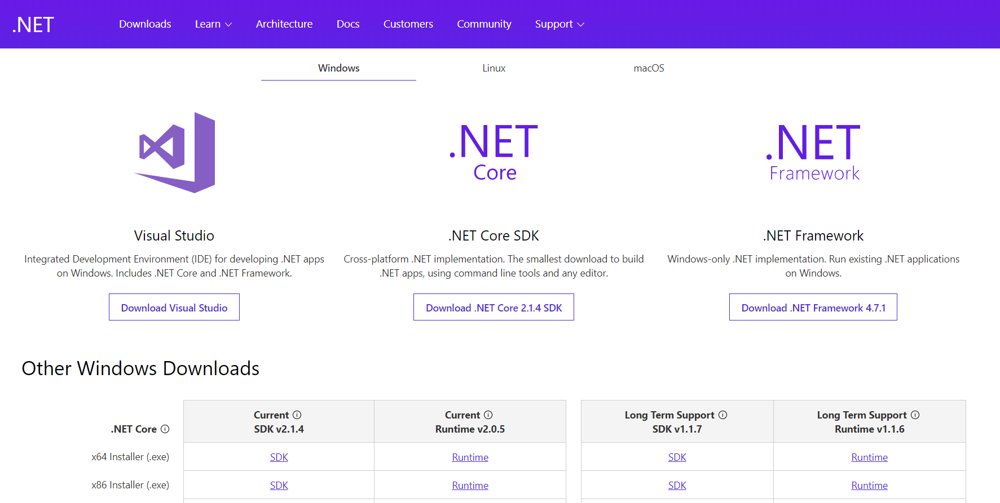 .NET
Downloads
Learn
Architecture
Docs
Customers
Community
Support
Windows
Linux
macOS
.NET
Core
.NET
Framework
Visual Studio
Integrated Development Environment (IDE) for developing .NET apps
on Windows. Includes .NET Core and .NET Framework.
Download Visual Studio
.NET Core SDK
Cross-platform .NET implementation. The smallest download to build
.NET apps, using command line tools and any editor.
Download .NET Core 2.1.4 SDK
.NET Framework
Windows-only .NET implementation. Run existing .NET applications
on Windows.
Download .NET Framework 4.7.1
Other Windows Downloads
.NET Core
Current
SDK v2.1.4
Current
Runtime v2.0.5
Long Term Support
SDK v1.1.7
Long Term Support
Runtime v1.1.6
x64 Installer (.exe)
SDK
Runtime
SDK
Runtime
x86 Installer (.exe)
SDK
Runtime
SDK
Runtime